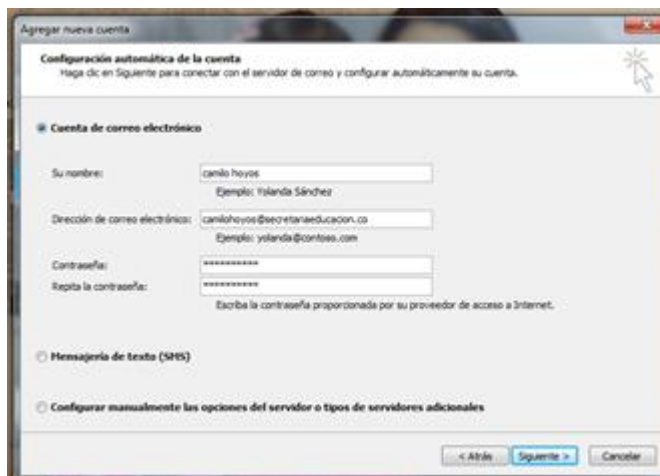 Agregar nueva cuenta
Configuración automática de la cuenta
Haga clic en Siguiente para conectar con el servidor de correo y configurar automáticamente su cuenta.
Cuenta de correo electrónico
Su nombre: camilo hoyos
Ejemplo: Yolanda Sánchez
Dirección de correo electrónico: camilohoyos@secretariaeducacion.co
Ejemplo: yolanda@contoso.com
Contraseña: **********
Repita la contraseña: **********
Escriba la contraseña proporcionada por su proveedor de acceso a Internet.
Mensajería de texto (SMS)
Configurar manualmente las opciones del servidor o tipos de servidores adicionales
< Atrás Siguiente > Cancelar